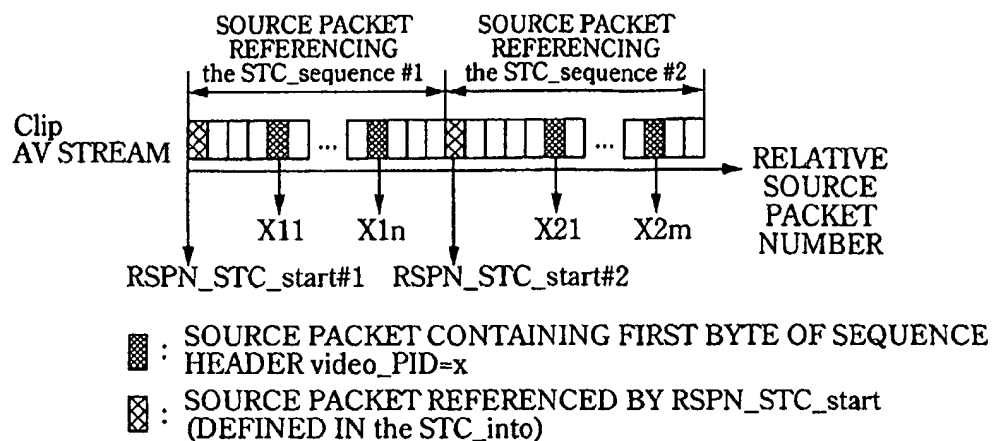 SOURCE PACKET
REFERENCING
the STC_sequence #1
SOURCE PACKET
REFERENCING
the STC_sequence #2
Clip
AV STREAM
...
...
RELATIVE
SOURCE
PACKET
NUMBER
X11
X1n
X21
X2m
RSPN_STC_start#1
RSPN_STC_start#2
: SOURCE PACKET CONTAINING FIRST BYTE OF SEQUENCE
HEADER video_PID=x
: SOURCE PACKET REFERENCED BY RSPN_STC_start
(DEFINED IN the STC_into)